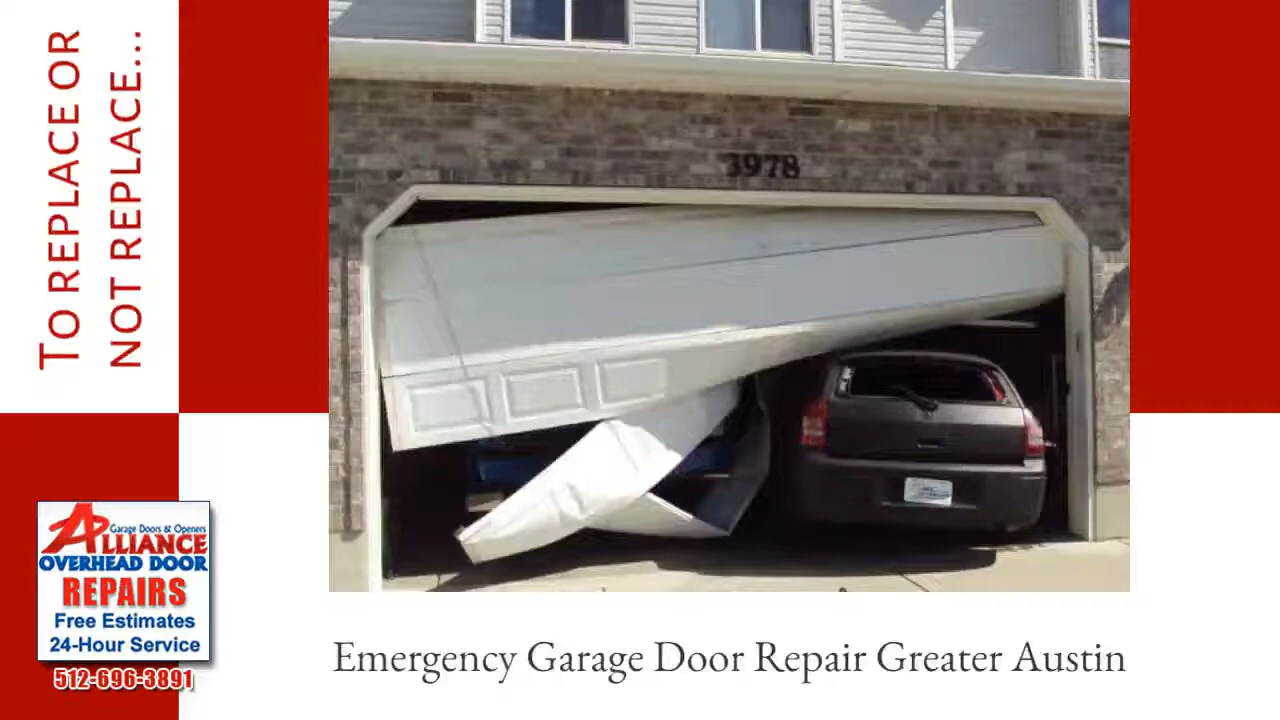 TO REPLACE OR
NOT REPLACE...
3978
Garage Doors & Openers
ALLIANCE
OVERHEAD DOOR
REPAIRS
Free Estimates
24-Hour Service
512-696-3891
Emergency Garage Door Repair Greater Austin